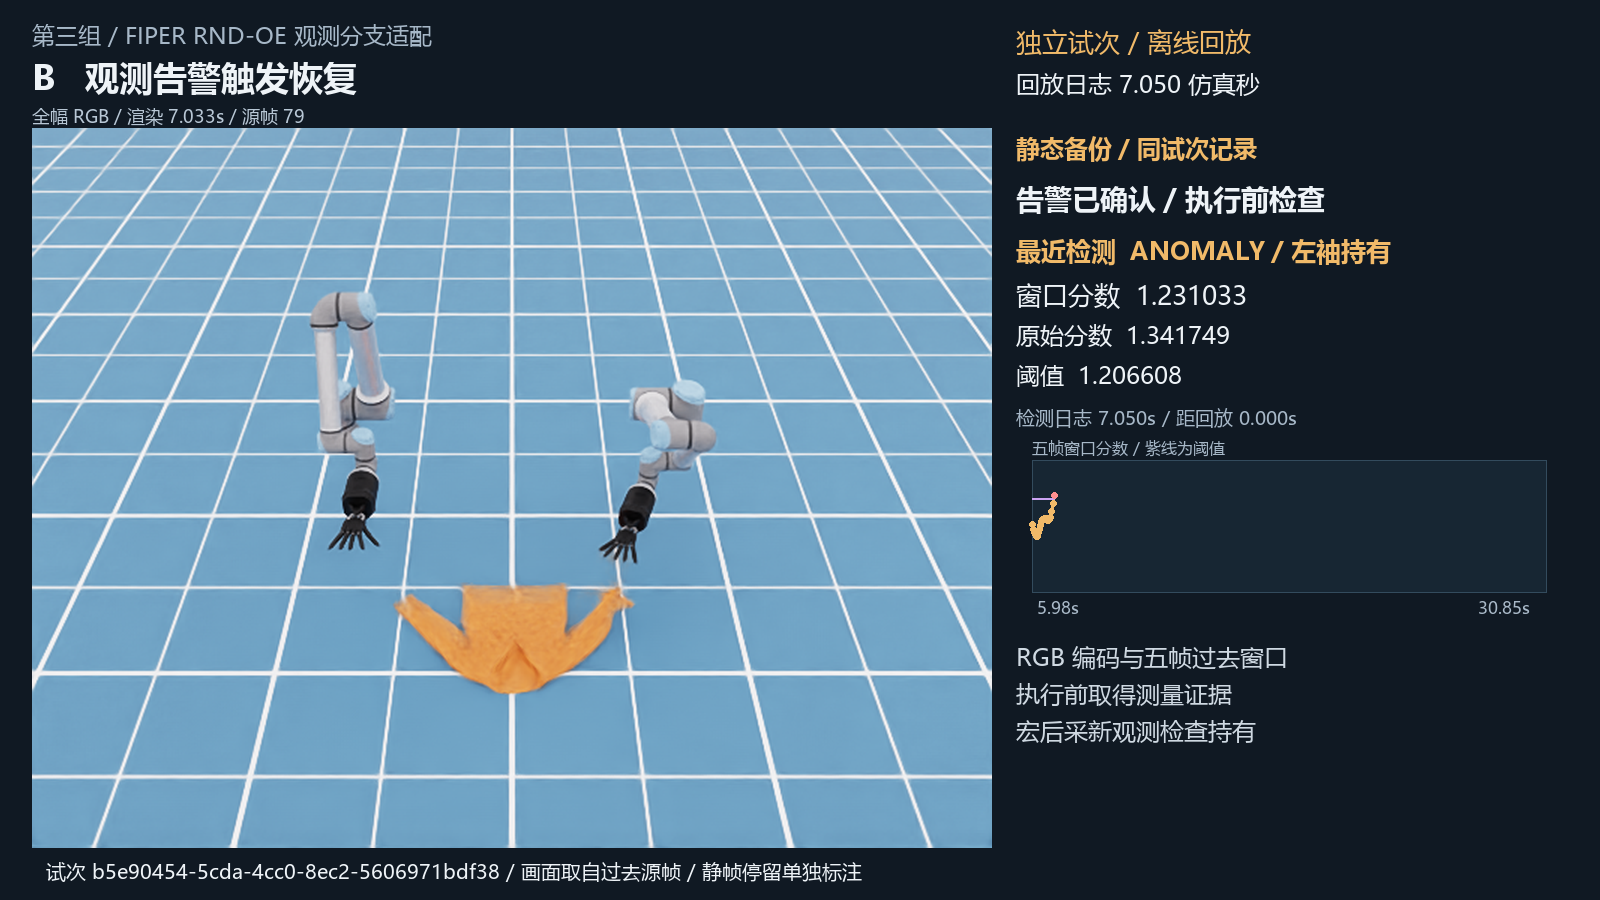 第三组 / FIPER RND-OE 观测分支适配
B 观测告警触发恢复
全幅 RGB / 渲染 7.033s / 源帧 79
独立试次 / 离线回放
回放日志 7.050 仿真秒
静态备份 / 同试次记录
告警已确认 / 执行前检查
最近检测 ANOMALY / 左袖持有
窗口分数 1.231033
原始分数 1.341749
阈值 1.206608
检测日志 7.050s / 距回放 0.000s
五帧窗口分数 / 紫线为阈值
5.98s 30.85s
RGB 编码与五帧过去窗口
执行前取得测量证据
宏后采新观测检查持有
试次 b5e90454-5cda-4cc0-8ec2-5606971bdf38 / 画面取自过去源帧 / 静帧停留单独标注